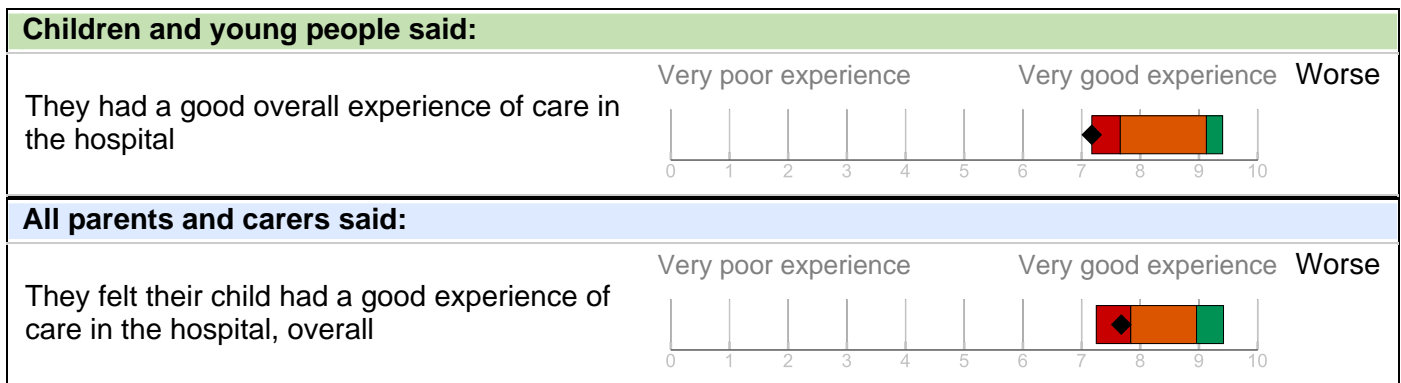 Children and young people said:
Very poor experience Very good experience Worse
They had a good overall experience of care in
the hospital
0 1 2 3 4 5 6 7 8 9 10
All parents and carers said:
Very poor experience Very good experience Worse
They felt their child had a good experience of
care in the hospital, overall
0 1 2 3 4 5 6 7 8 9 10